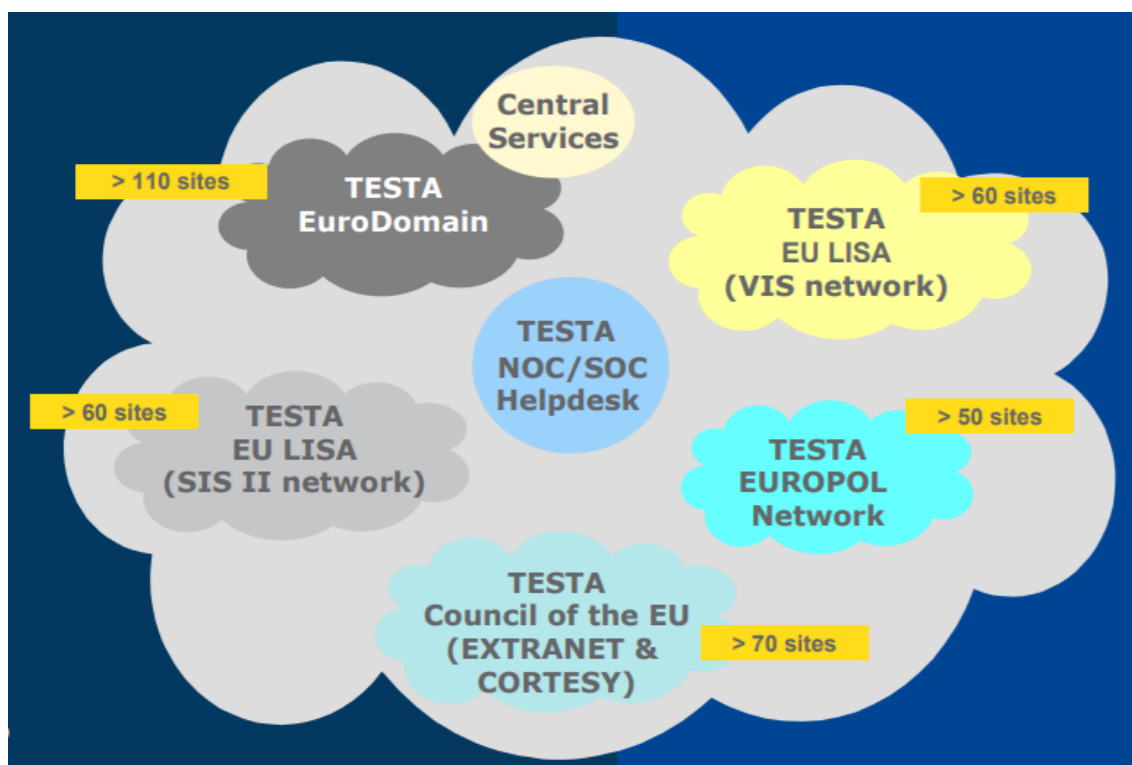 Central
Services
> 110 sites
TESTA
EuroDomain
> 60 sites
TESTA
EU LISA
(VIS network)
TESTA
NOC/SOC
Helpdesk
> 60 sites
TESTA
EU LISA
(SIS II network)
> 50 sites
TESTA
EUROPOL
Network
TESTA
Council of the EU
(EXTRANET &
CORTESY)
> 70 sites